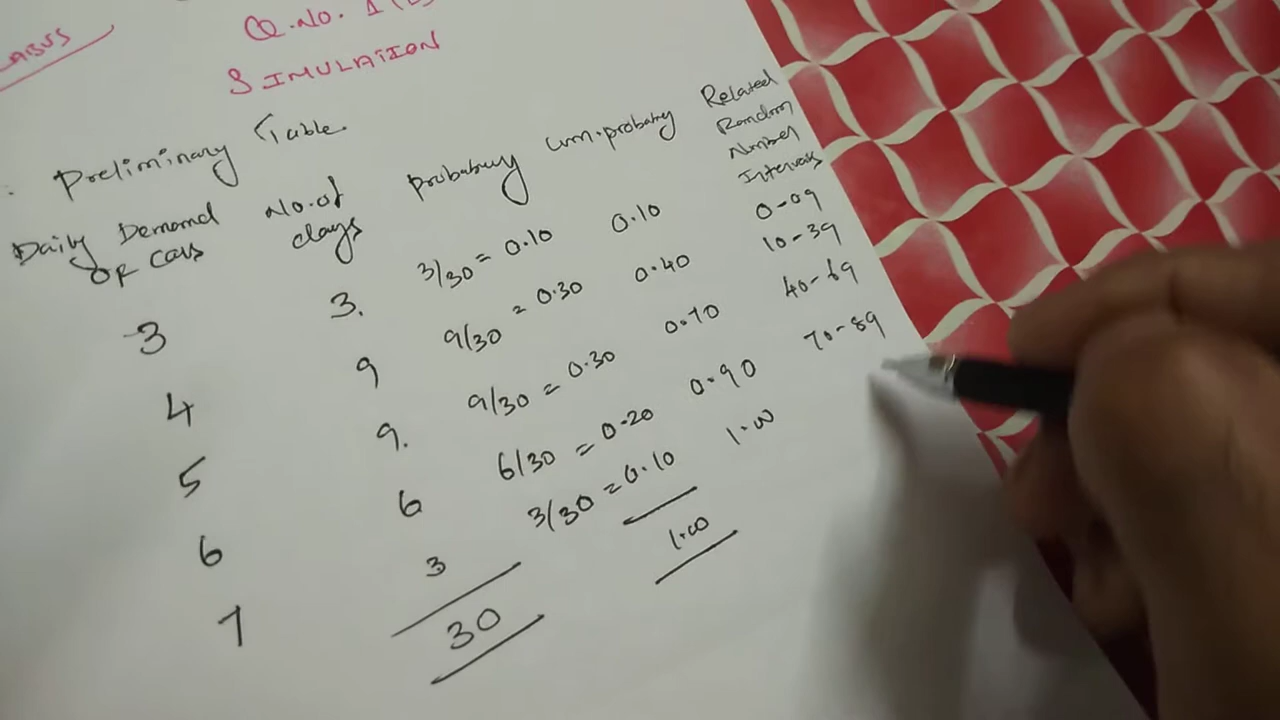 Q.NO. 1
SIMULATION
Preliminary Table
Daily Demand OF Cars No. of days probability Cum. probability Related Random Number Intervals
3 3. 3/30 = 0.10 0.10 0-09
4 9 9/30 = 0.30 0.40 10-39
5 9. 9/30 = 0.30 0.70 40-69
6 6 6/30 = 0.20 0.90 70-89
7 3 3/30 = 0.10 1.00
30 1.00